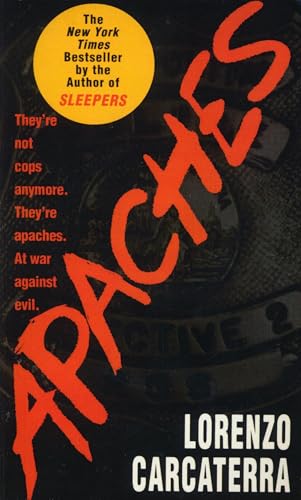 The
New York
Times
Bestseller
by the
Author of
SLEEPERS
They're
not
cops
anymore.
They're
apaches.
At war
against
evil.
APACHES
LORENZO
CARCATERRA